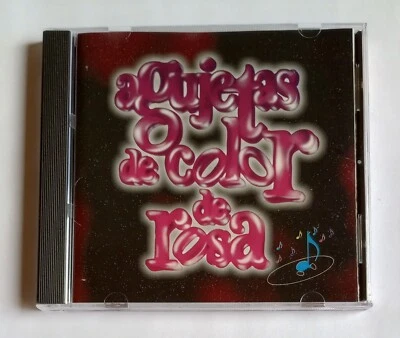 agujetas
de color
de
rosa